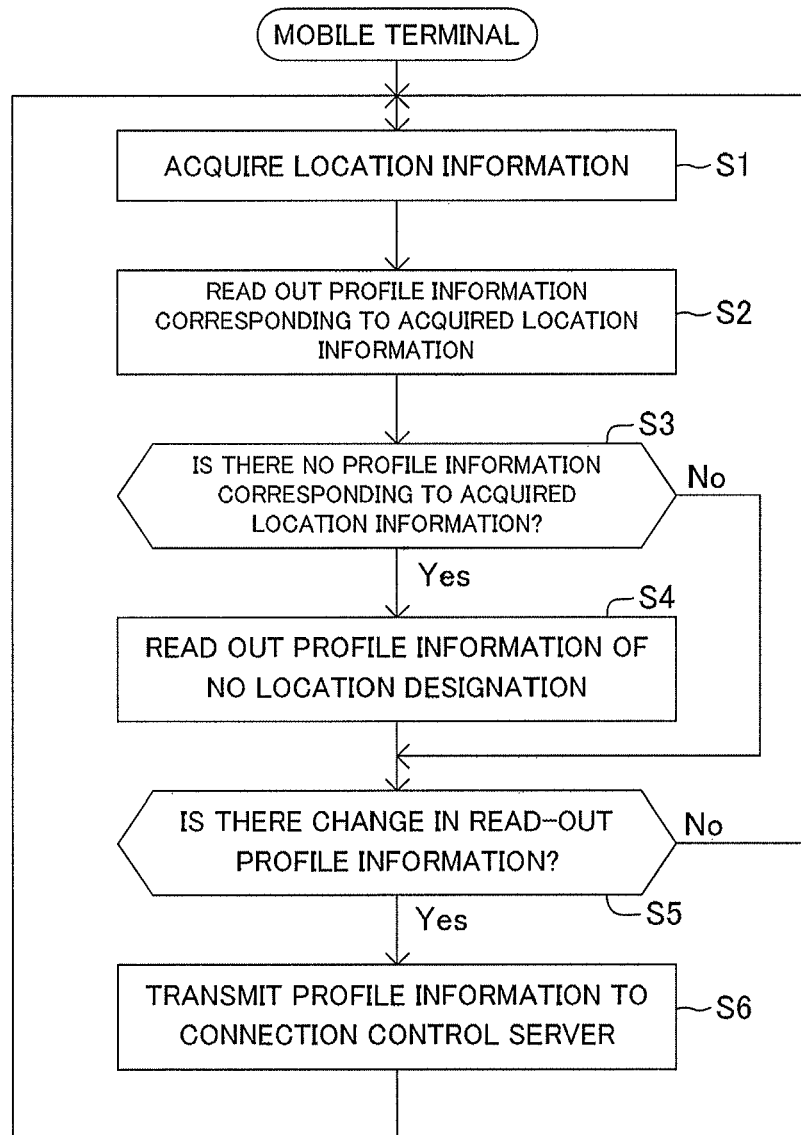 MOBILE TERMINAL
ACQUIRE LOCATION INFORMATION
S1
READ OUT PROFILE INFORMATION
CORRESPONDING TO ACQUIRED LOCATION
INFORMATION
S2
S3
IS THERE NO PROFILE INFORMATION
CORRESPONDING TO ACQUIRED
LOCATION INFORMATION?
No
Yes
S4
READ OUT PROFILE INFORMATION OF
NO LOCATION DESIGNATION
IS THERE CHANGE IN READ-OUT
PROFILE INFORMATION?
No
S5
Yes
TRANSMIT PROFILE INFORMATION TO
CONNECTION CONTROL SERVER
S6